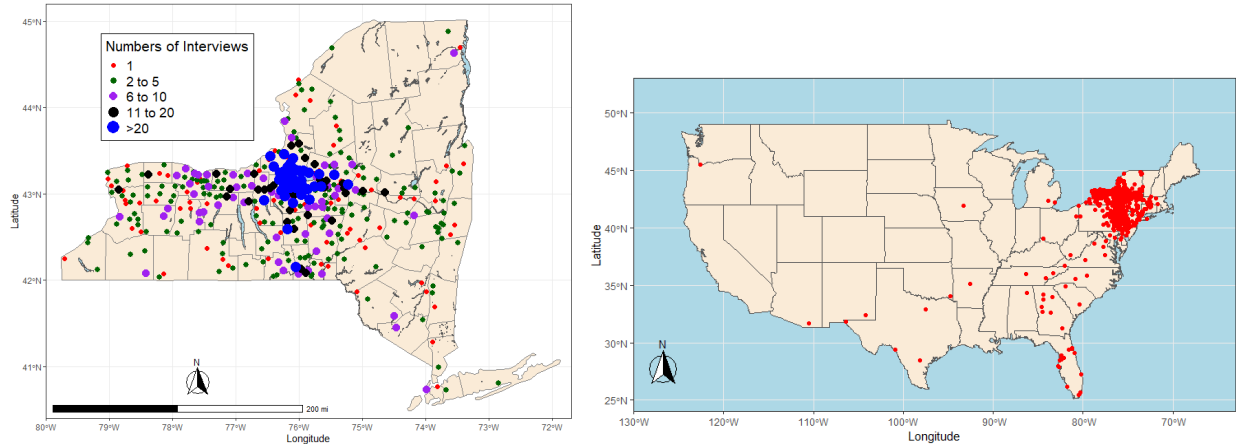 45°N
44°N
43°N
42°N
41°N
Latitude
Numbers of Interviews
1
2 to 5
6 to 10
11 to 20
>20
N
200 mi
80°W 79°W 78°W 77°W 76°W 75°W 74°W 73°W 72°W
Longitude
50°N
45°N
40°N
35°N
30°N
25°N
Latitude
N
130°W 120°W 110°W 100°W 90°W 80°W 70°W
Longitude